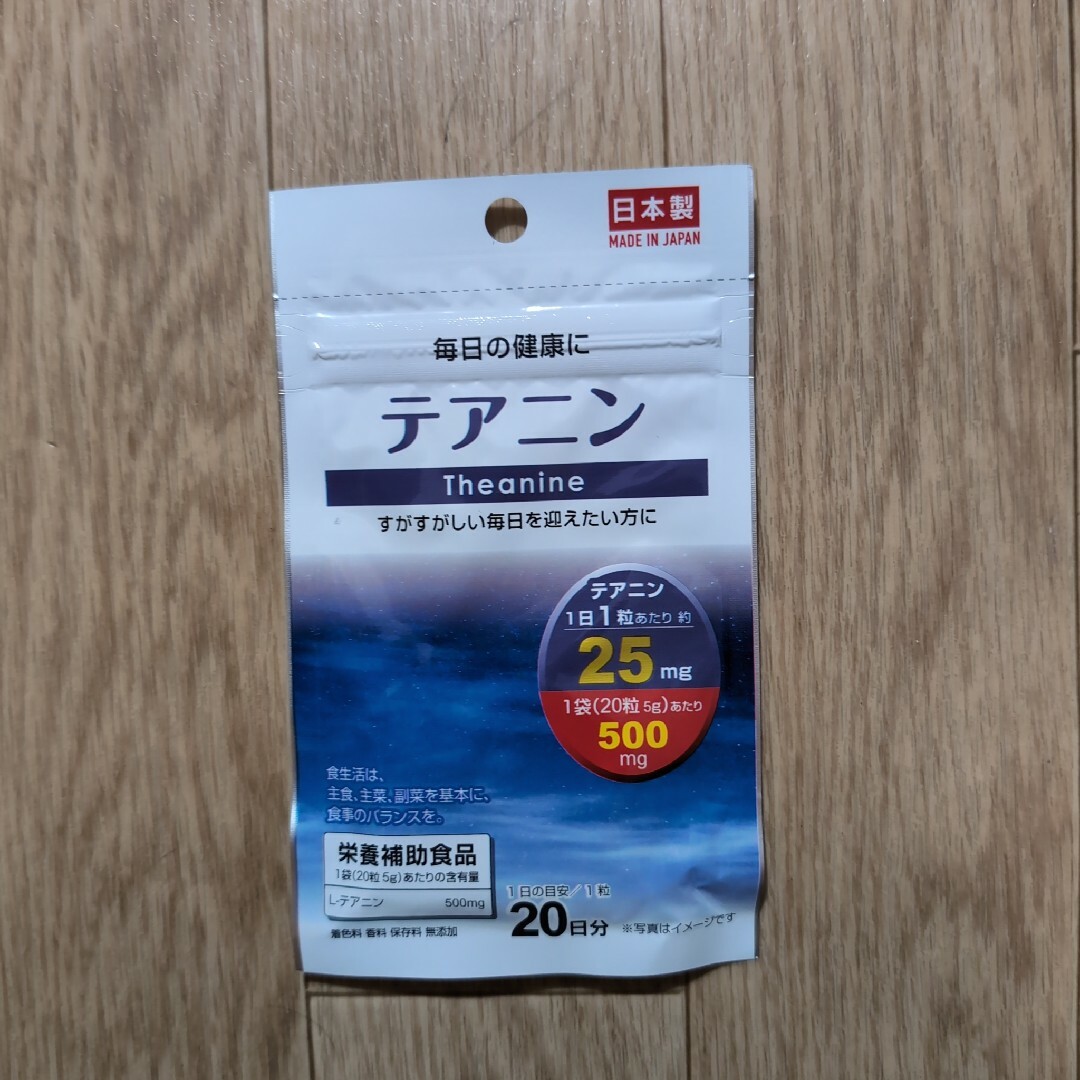 日本製
MADE IN JAPAN
毎日の健康に
テアニン
Theanine
すがすがしい毎日を迎えたい方に
テアニン
1日1粒あたり 約
25mg
1袋(20粒 5g)あたり
500
mg
食生活は、
主食、主菜、副菜を基本に、
食事のバランスを。
栄養補助食品
1袋(20粒 5g)あたりの含有量
L-テアニン 500mg
着色料 香料 保存料 無添加
1日の目安/1粒
20日分
※写真はイメージです